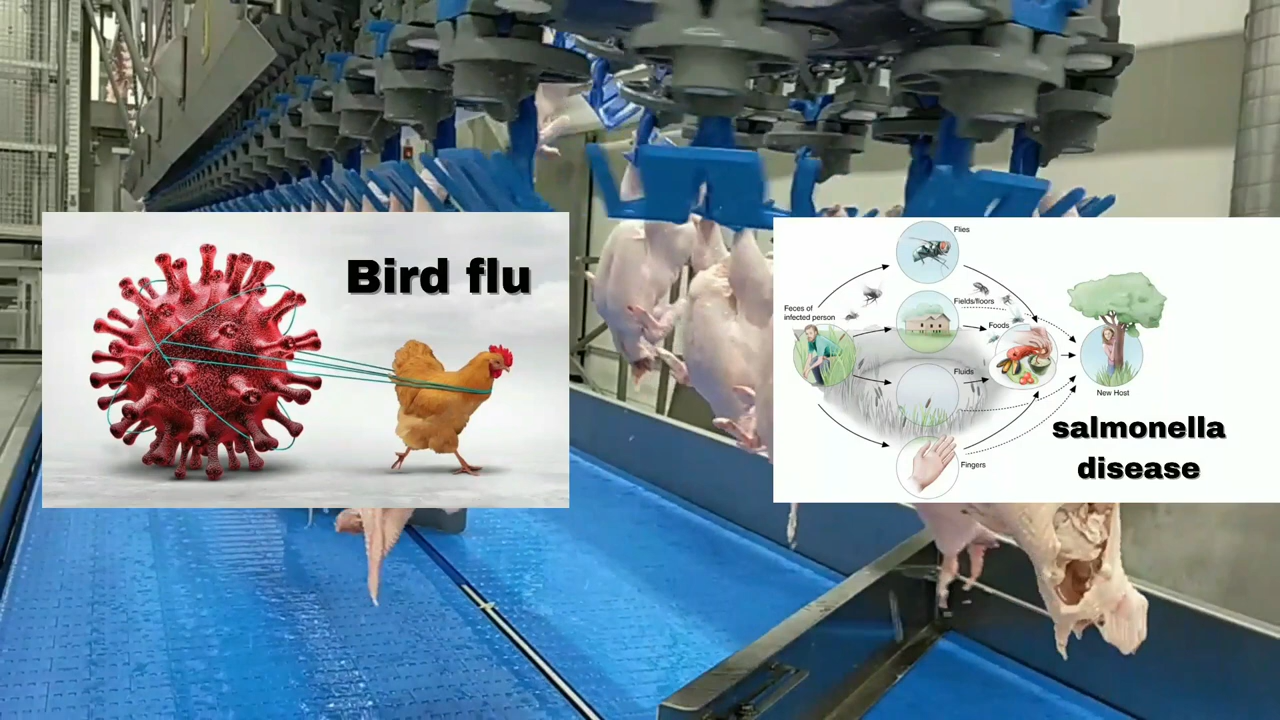 Bird flu
Flies
Feces of
infected person
Fields/floors
Foods
Fluids
New Host
Fingers
salmonella
disease